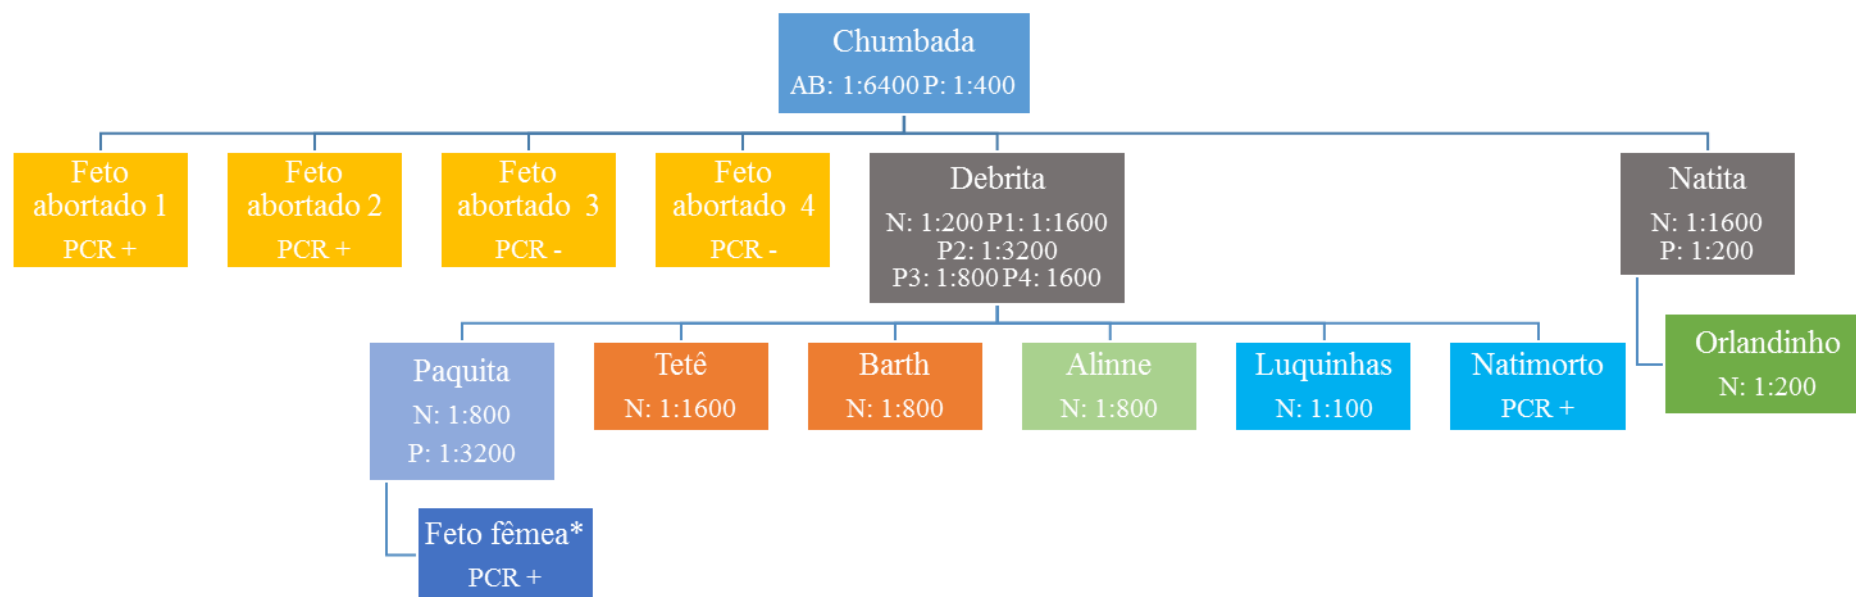 Chumbada
AB: 1:6400 P: 1:400
Feto
abortado 1
PCR +
Feto
abortado 2
PCR +
Feto
abortado 3
PCR -
Feto
abortado 4
PCR -
Debrita
N: 1:200 P1: 1:1600
P2: 1:3200
P3: 1:800 P4: 1600
Natita
N: 1:1600
P: 1:200
Paquita
N: 1:800
P: 1:3200
Tetê
N: 1:1600
Barth
N: 1:800
Alinne
N: 1:800
Luquinhas
N: 1:100
Natimorto
PCR +
Orlandinho
N: 1:200
Feto fêmea*
PCR +